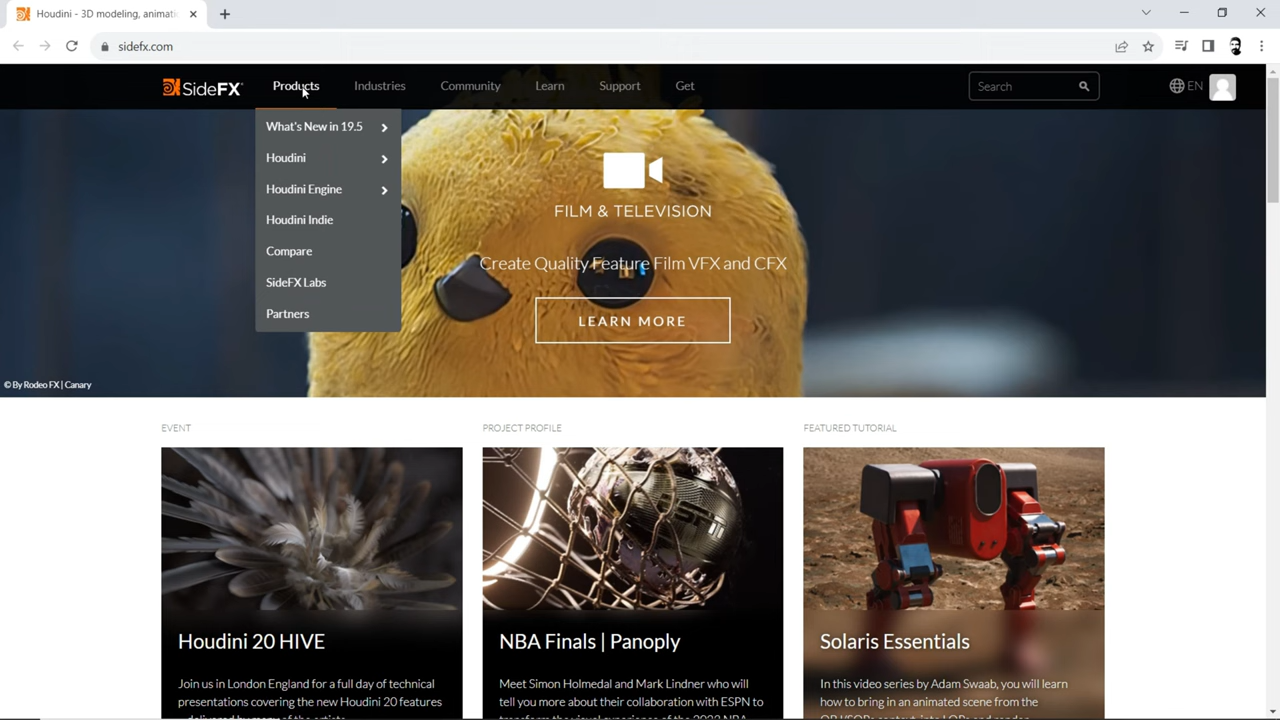 Houdini - 3D modeling, animatic
sidefx.com
SideFX
Products
Industries
Community
Learn
Support
Get
Search
EN
What's New in 19.5
Houdini
Houdini Engine
Houdini Indie
Compare
SideFX Labs
Partners
FILM & TELEVISION
Create Quality Feature Film VFX and CFX
LEARN MORE
© By Rodeo FX | Canary
EVENT
PROJECT PROFILE
FEATURED TUTORIAL
Houdini 20 HIVE
Join us in London England for a full day of technical
presentations covering the new Houdini 20 features
NBA Finals | Panoply
Meet Simon Holmedal and Mark Lindner who will
tell you more about their collaboration with ESPN to
Solaris Essentials
In this video series by Adam Swaab, you will learn
how to bring in an animated scene from the